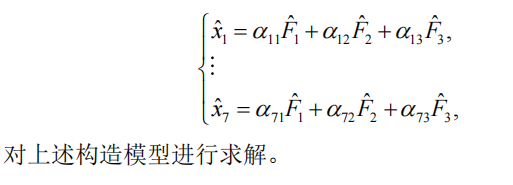 x̂₁ = α₁₁F̂₁ + α₁₂F̂₂ + α₁₃F̂₃,
⋮
x̂₇ = α₇₁F̂₁ + α₇₂F̂₂ + α₇₃F̂₃,
对上述构造模型进行求解。